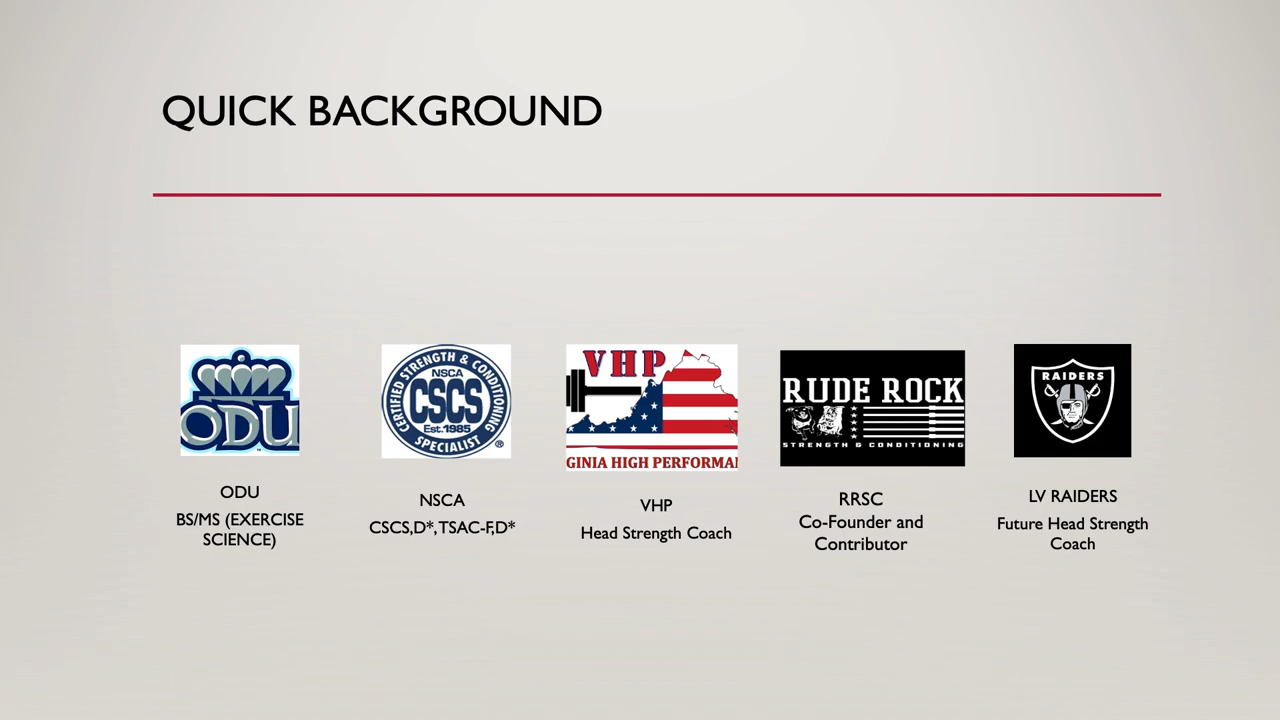 QUICK BACKGROUND
ODU
™
CERTIFIED STRENGTH & CONDITIONING
NSCA
CSCS
Est.1985
SPECIALIST
®
VHP
GINIA HIGH PERFORMA
RUDE ROCK
STRENGTH & CONDITIONING
RAIDERS
ODU
BS/MS (EXERCISE
SCIENCE)
NSCA
CSCS,D*, TSAC-F,D*
VHP
Head Strength Coach
RRSC
Co-Founder and
Contributor
LV RAIDERS
Future Head Strength
Coach